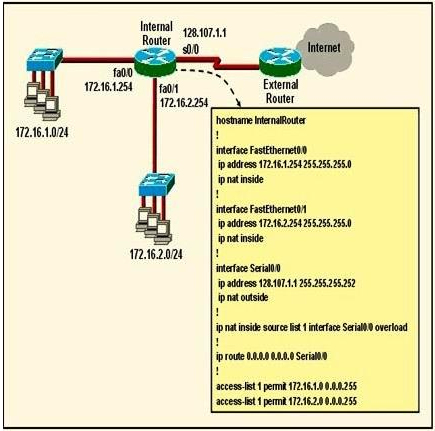 Internal
Router
128.107.1.1
s0/0
Internet
fa0/0
172.16.1.254
fa0/1
172.16.2.254
External
Router
172.16.1.0/24
172.16.2.0/24
hostname InternalRouter
!
interface FastEthernet0/0
ip address 172.16.1.254 255.255.255.0
ip nat inside
!
interface FastEthernet0/1
ip address 172.16.2.254 255.255.255.0
ip nat inside
!
interface Serial0/0
ip address 128.107.1.1 255.255.255.252
ip nat outside
!
ip nat inside source list 1 interface Serial0/0 overload
!
ip route 0.0.0.0 0.0.0.0 Serial0/0
!
access-list 1 permit 172.16.1.0 0.0.0.255
access-list 1 permit 172.16.2.0 0.0.0.255